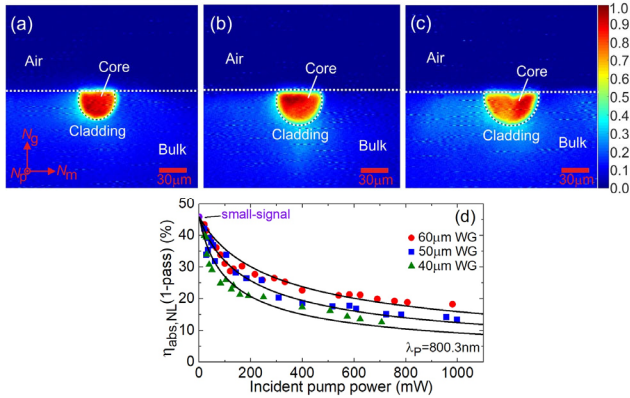 (a)
Air
Core
Cladding
Bulk
Ng
Np
Nm
30μm
(b)
Air
Core
Cladding
Bulk
30μm
(c)
Air
Core
Cladding
Bulk
30μm
1.0
0.9
0.8
0.7
0.6
0.5
0.4
0.3
0.2
0.1
0.0
(d)
small-signal
60μm WG
50μm WG
40μm WG
λP=800.3nm
ηabs,NL(1-pass) (%)
50
40
30
20
10
0
0 200 400 600 800 1000
Incident pump power (mW)